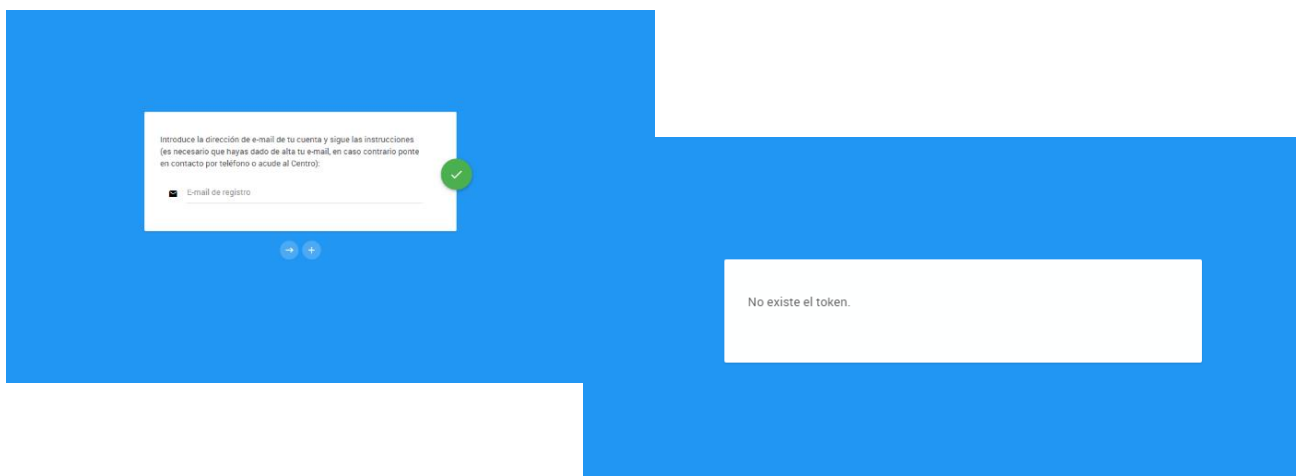 Introduce la dirección de e-mail de tu cuenta y sigue las instrucciones
(es necesario que hayas dado de alta tu e-mail, en caso contrario ponte
en contacto por teléfono o acude al Centro):
E-mail de registro
No existe el token.